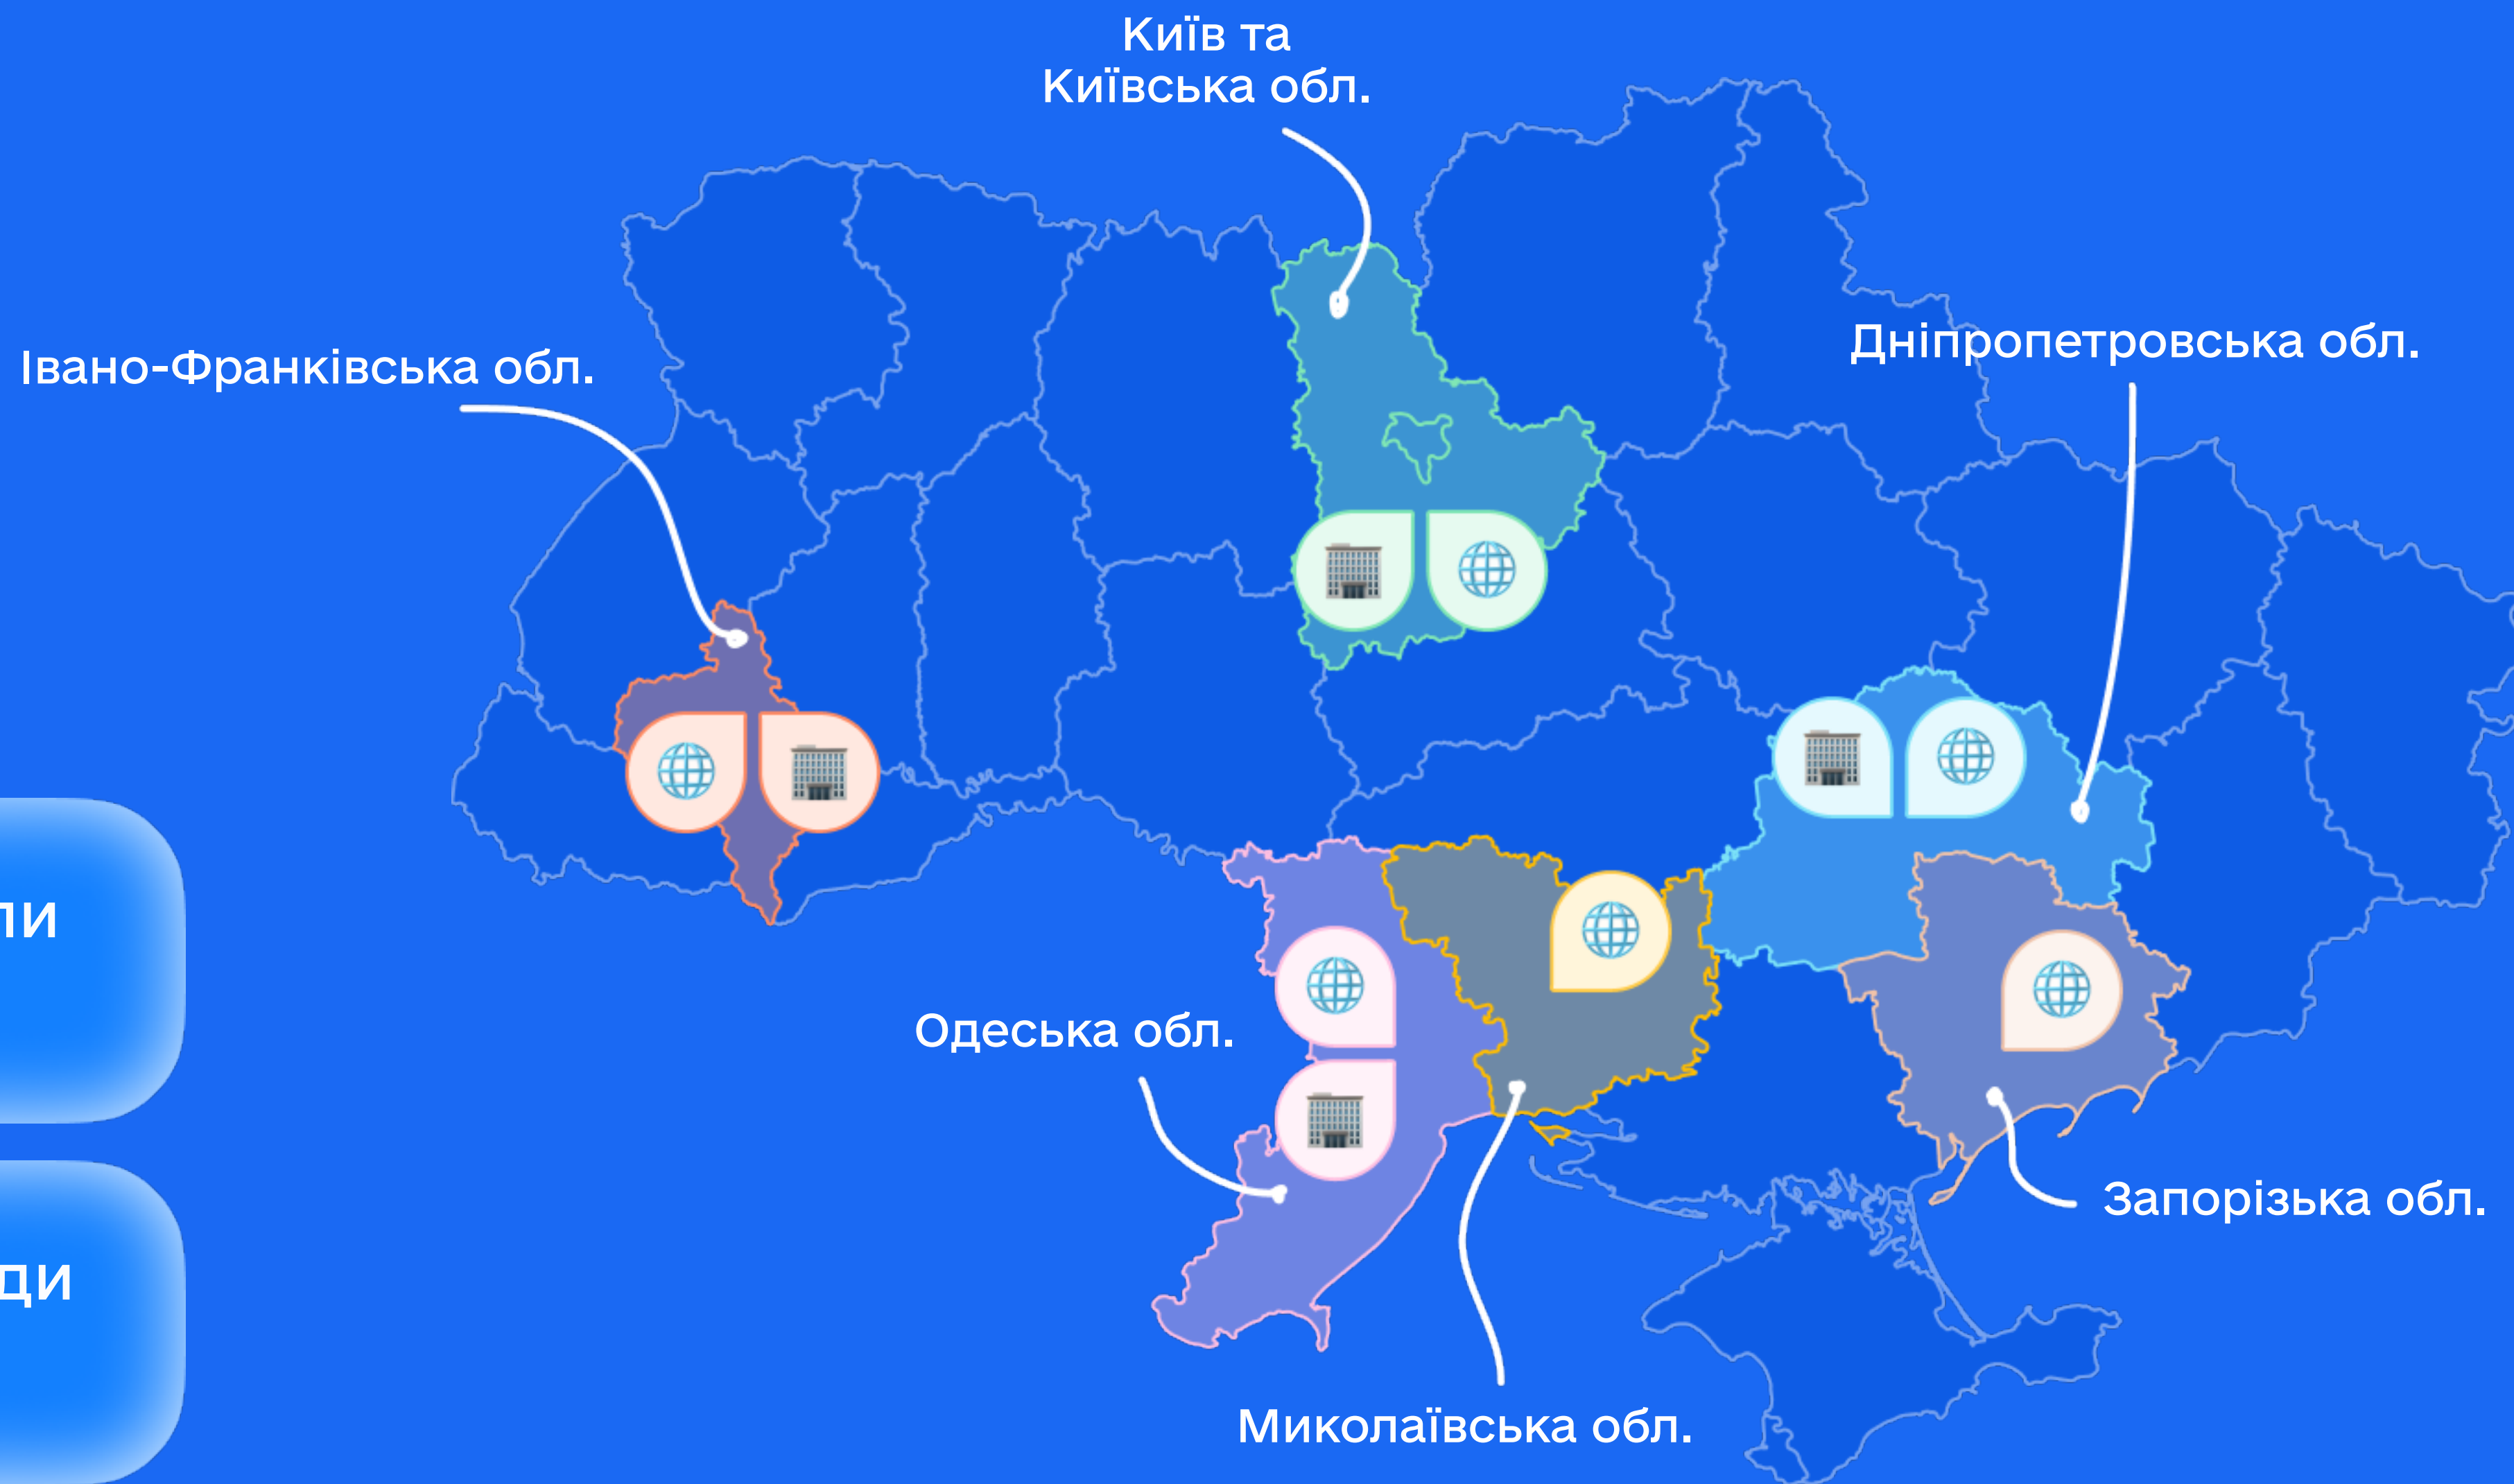 Київ та
Київська обл.
Дніпропетровська обл.
Івано-Франківська обл.
Одеська обл.
Запорізька обл.
Миколаївська обл.